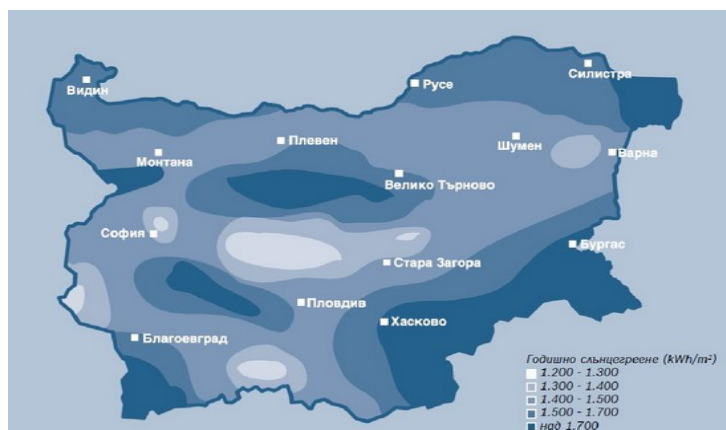 Видин
Русе
Силистра
Плевен
Шумен
Варна
Монтана
Велико Търново
София
Бургас
Стара Загора
Пловдив
Хасково
Благоевград
Годишно слънцегреене (kWh/m²)
1.200 - 1.300
1.300 - 1.400
1.400 - 1.500
1.500 - 1.700
над 1.700